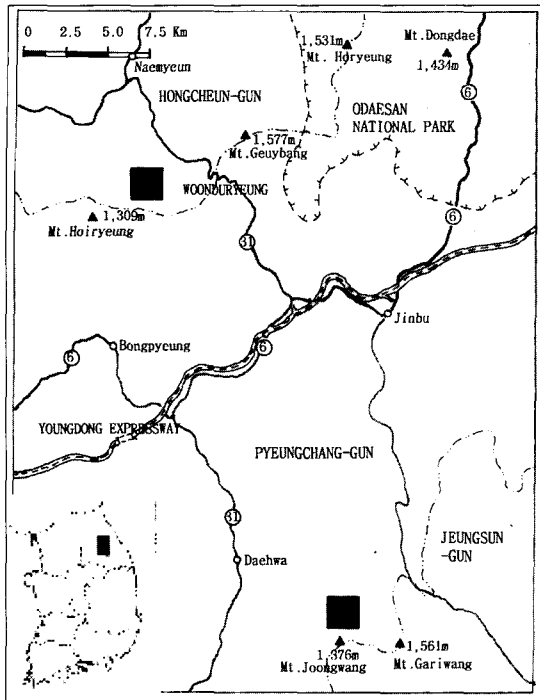 0 2.5 5.0 7.5 Km
Naemyeun
HONGCHEUN-GUN
1,531m
Mt. Horyeung
Mt.Dongdae
1,434m
6
ODAESAN
NATIONAL PARK
1,577m
Mt.Geuybang
WOONDURYEUNG
1,309m
Mt.Hoiryeung
6
31
Jinbu
Bongpyeung
6
6
YOUNGDONG EXPRESSWAY
PYEUNGCHANG-GUN
31
JEUNGSUN
-GUN
Daehwa
1,376m
Mt.Joongwang
1,561m
Mt.Gariwang